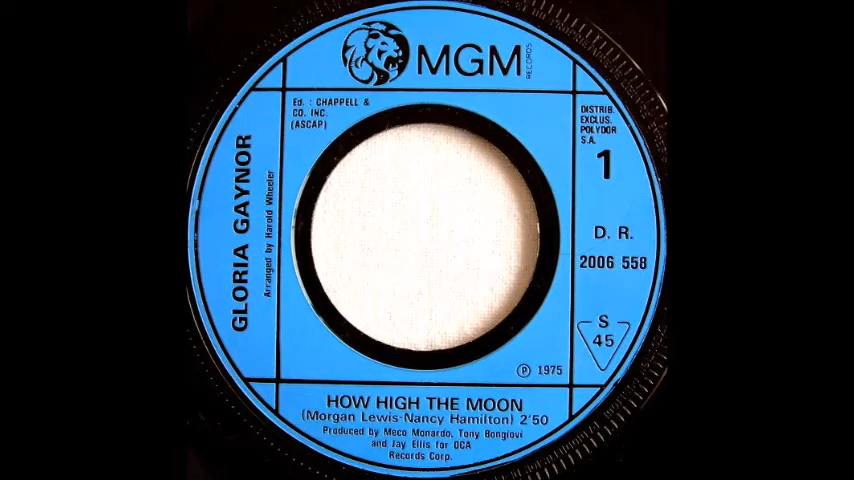 MGM
RECORDS
Ed. : CHAPPELL &
CO. INC.
(ASCAP)
DISTRIB.
EXCLUS.
POLYDOR
S.A.
1
D. R.
2006 558
S
45
GLORIA GAYNOR
Arranged by Harold Wheeler
℗ 1975
HOW HIGH THE MOON
(Morgan Lewis-Nancy Hamilton) 2'50
Produced by Meco Monardo, Tony Bongiovi
and Jay Ellis for DCA
Records Corp.